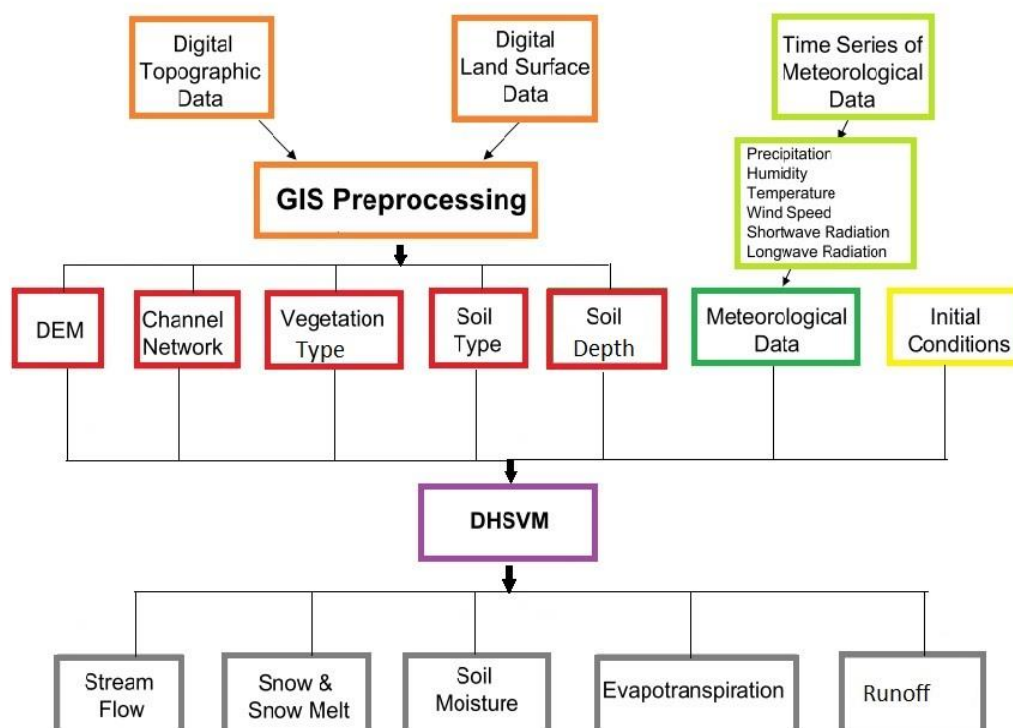 Digital
Topographic
Data
Digital
Land Surface
Data
Time Series of
Meteorological
Data
GIS Preprocessing
Precipitation
Humidity
Temperature
Wind Speed
Shortwave Radiation
Longwave Radiation
DEM
Channel
Network
Vegetation
Type
Soil
Type
Soil
Depth
Meteorological
Data
Initial
Conditions
DHSVM
Stream
Flow
Snow &
Snow Melt
Soil
Moisture
Evapotranspiration
Runoff